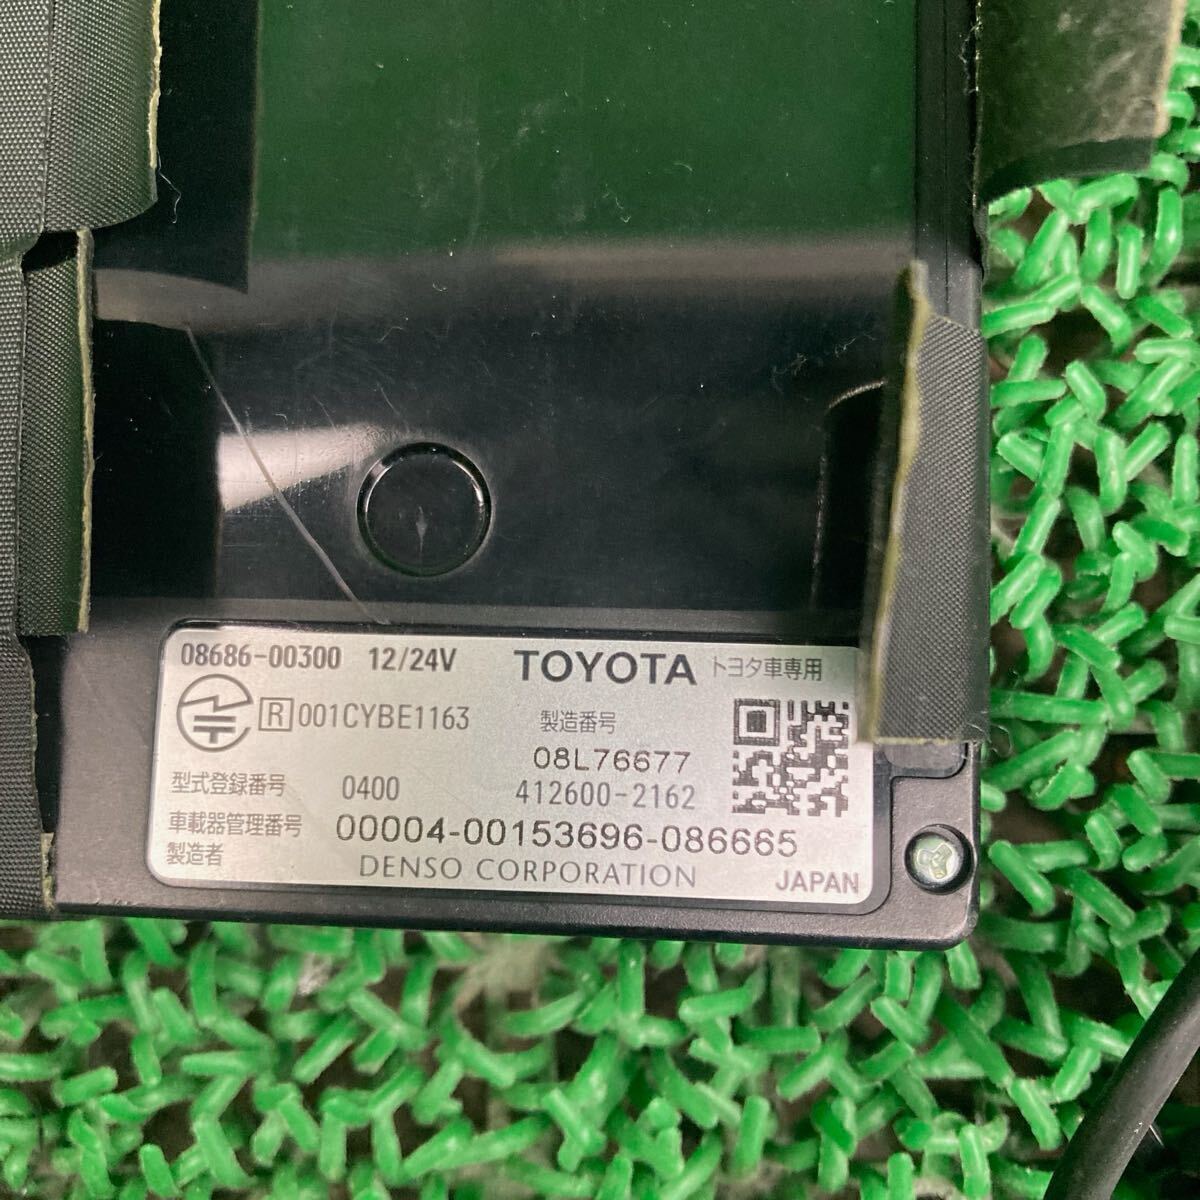 08686-00300 12/24V TOYOTA トヨタ車専用
R 001CYBE1163 製造番号
08L76677
型式登録番号 0400 412600-2162
車載器管理番号 00004-00153696-086665
製造者 DENSO CORPORATION JAPAN